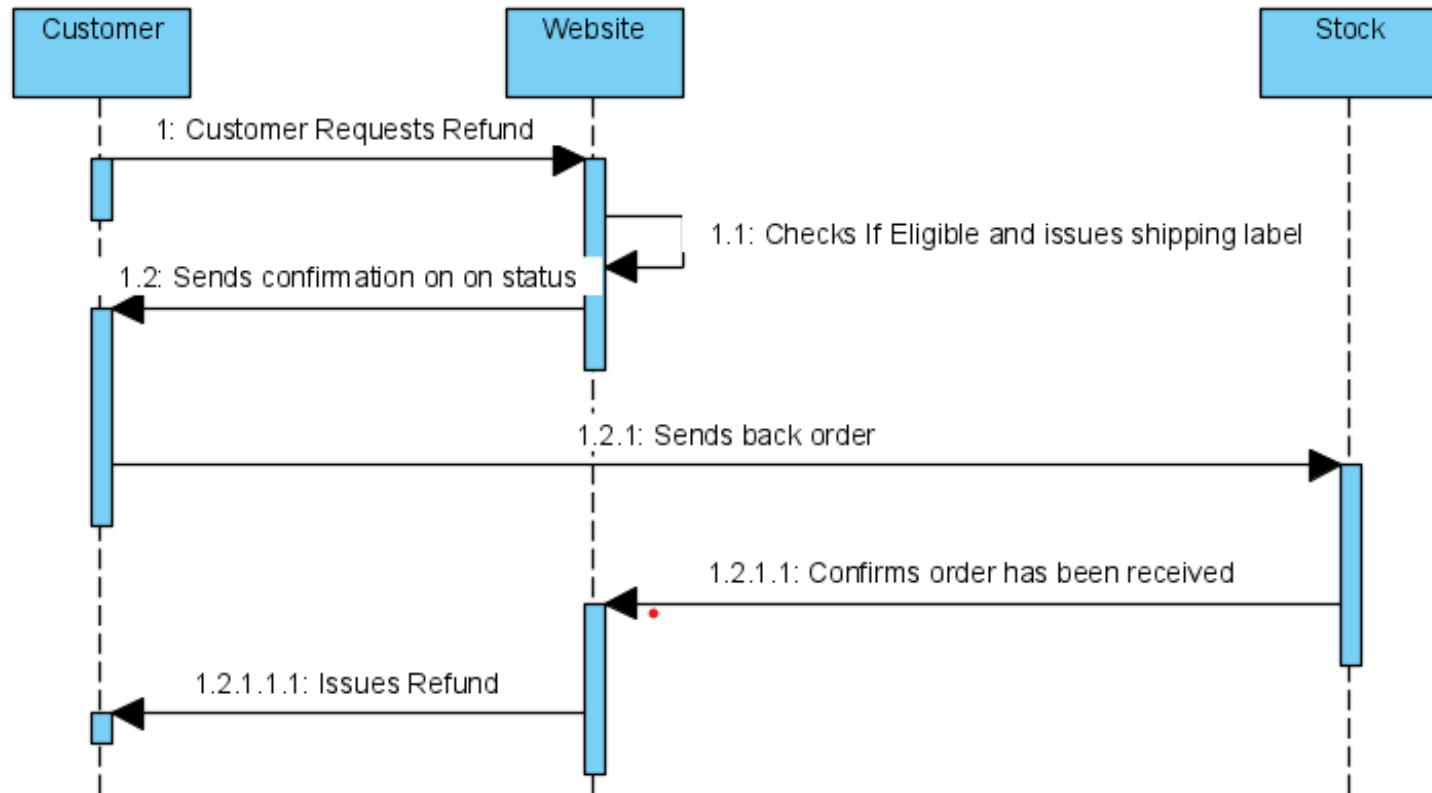 Customer
Website
Stock
1: Customer Requests Refund
1.1: Checks If Eligible and issues shipping label
1.2: Sends confirmation on on status
1.2.1: Sends back order
1.2.1.1: Confirms order has been received
1.2.1.1.1: Issues Refund